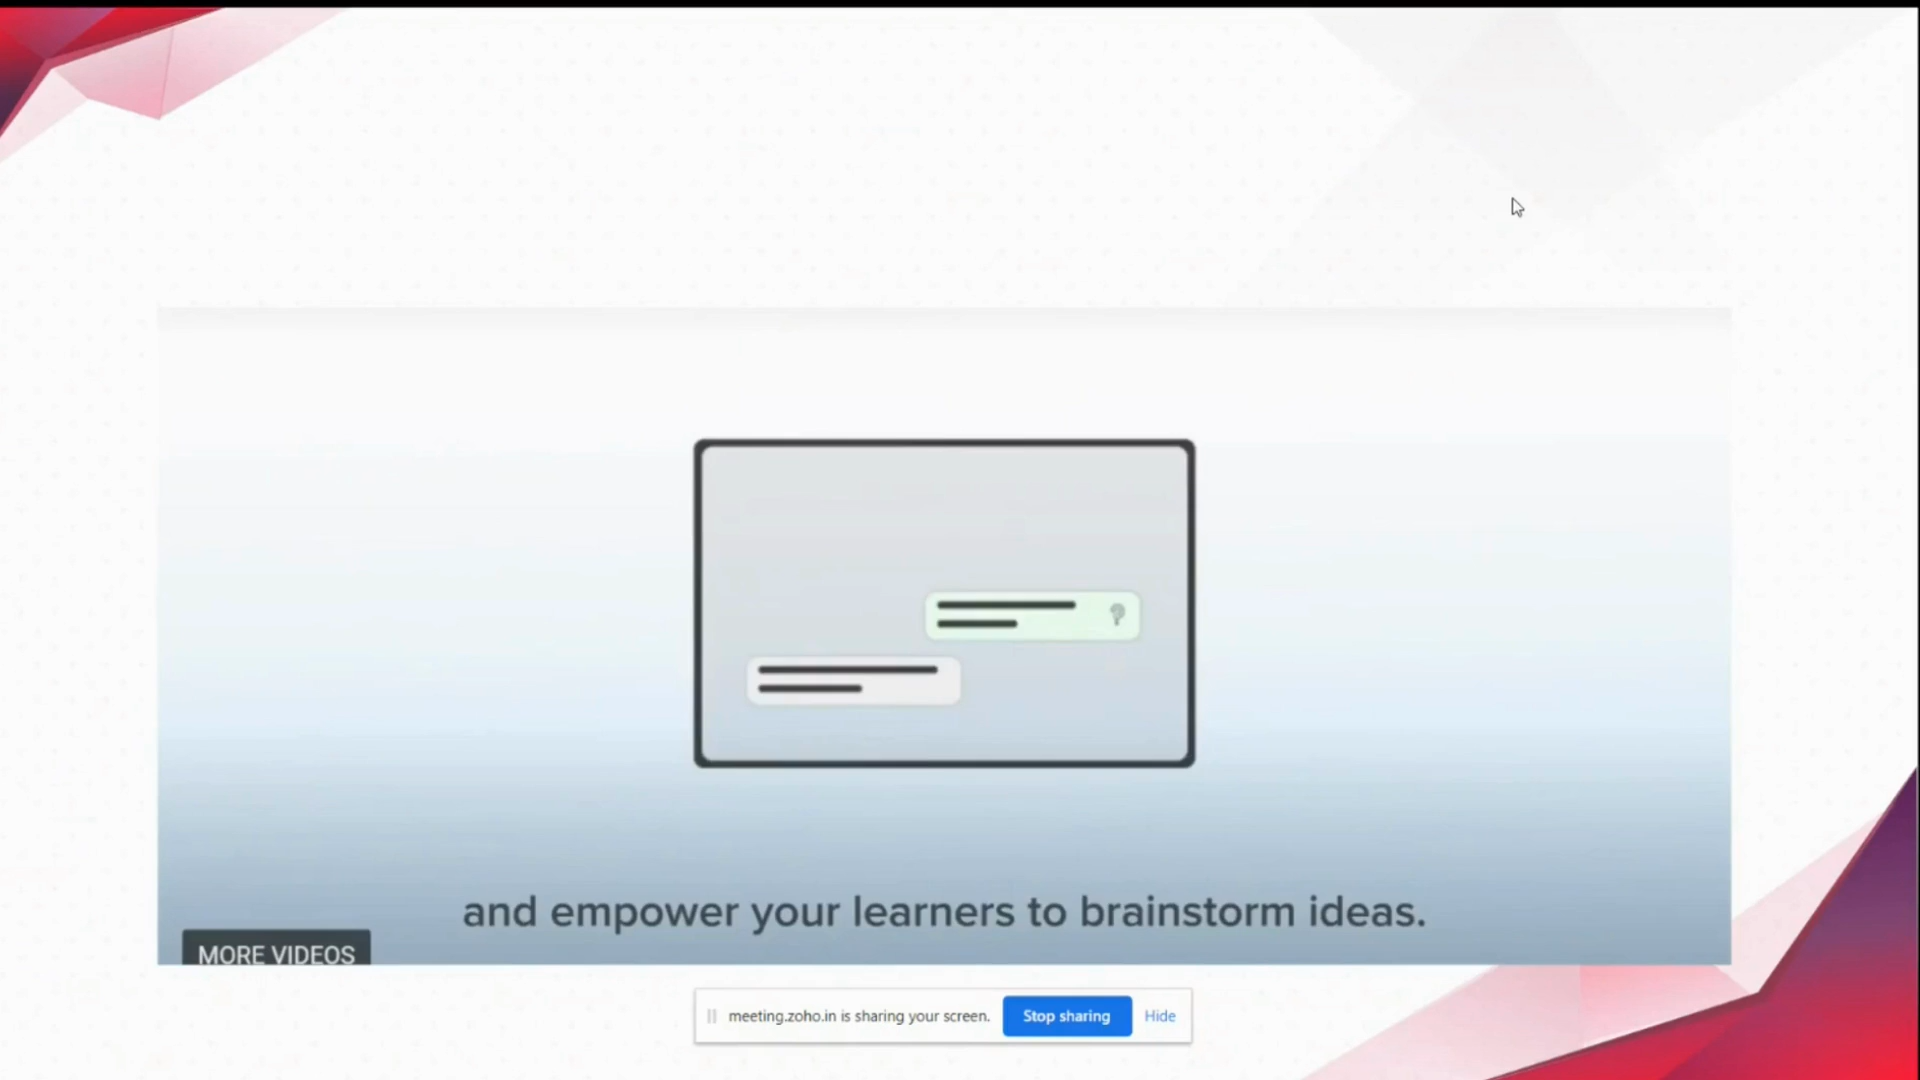 and empower your learners to brainstorm ideas.
MORE VIDEOS
meeting.zoho.in is sharing your screen. Stop sharing Hide